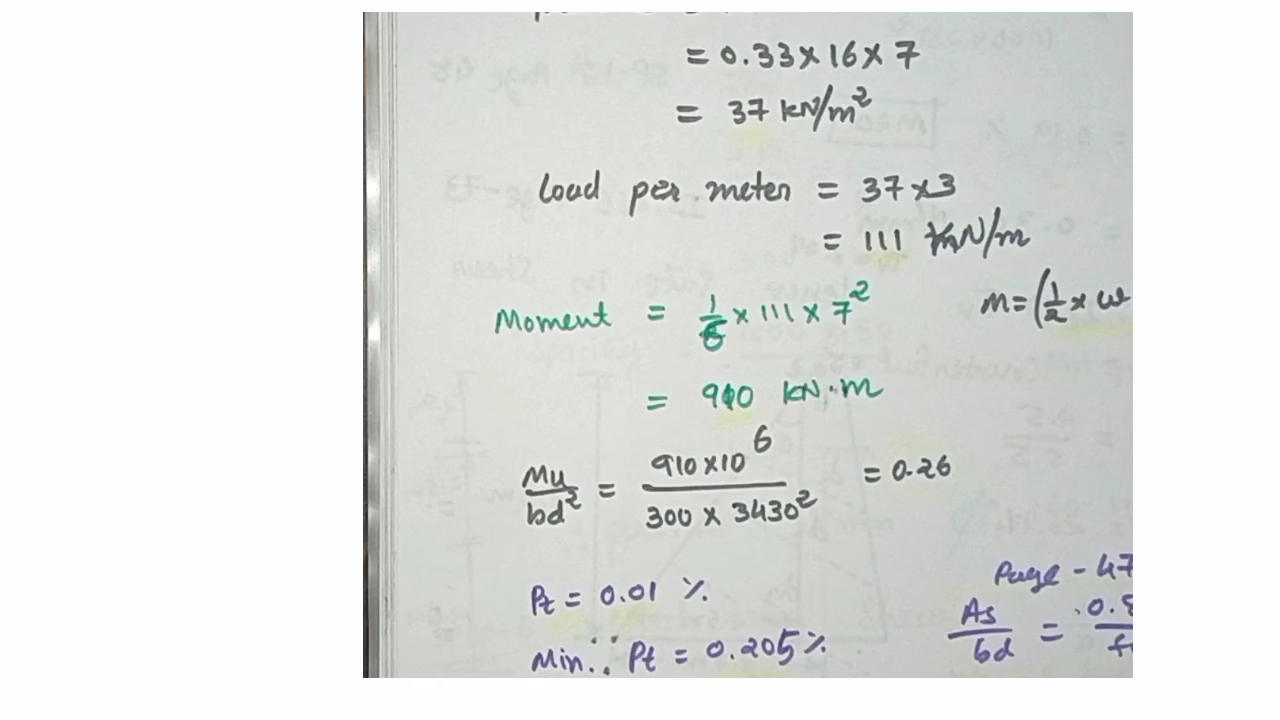 = 0.33 × 16 × 7
= 37 kN/m²
Load per meter = 37 × 3
= 111 kN/m
Moment = 1/6 × 111 × 7²
M = (1/2 × w
= 910 kN.m
Mu/bd² = 910 × 10⁶ / 300 × 3430² = 0.26
Page - 47
Pt = 0.01 %
As/bd = 0.8
Min ∴ Pt = 0.205 %